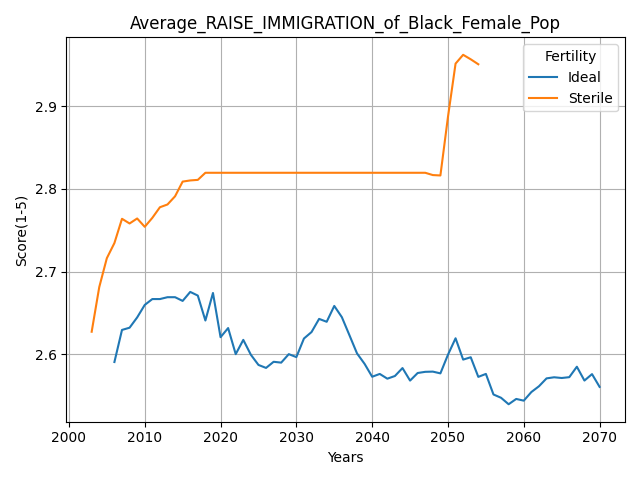 Average_RAISE_IMMIGRATION_of_Black_Female_Pop
Fertility
Ideal
Sterile
Score(1-5)
2.9
2.8
2.7
2.6
2000
2010
2020
2030
2040
2050
2060
2070
Years